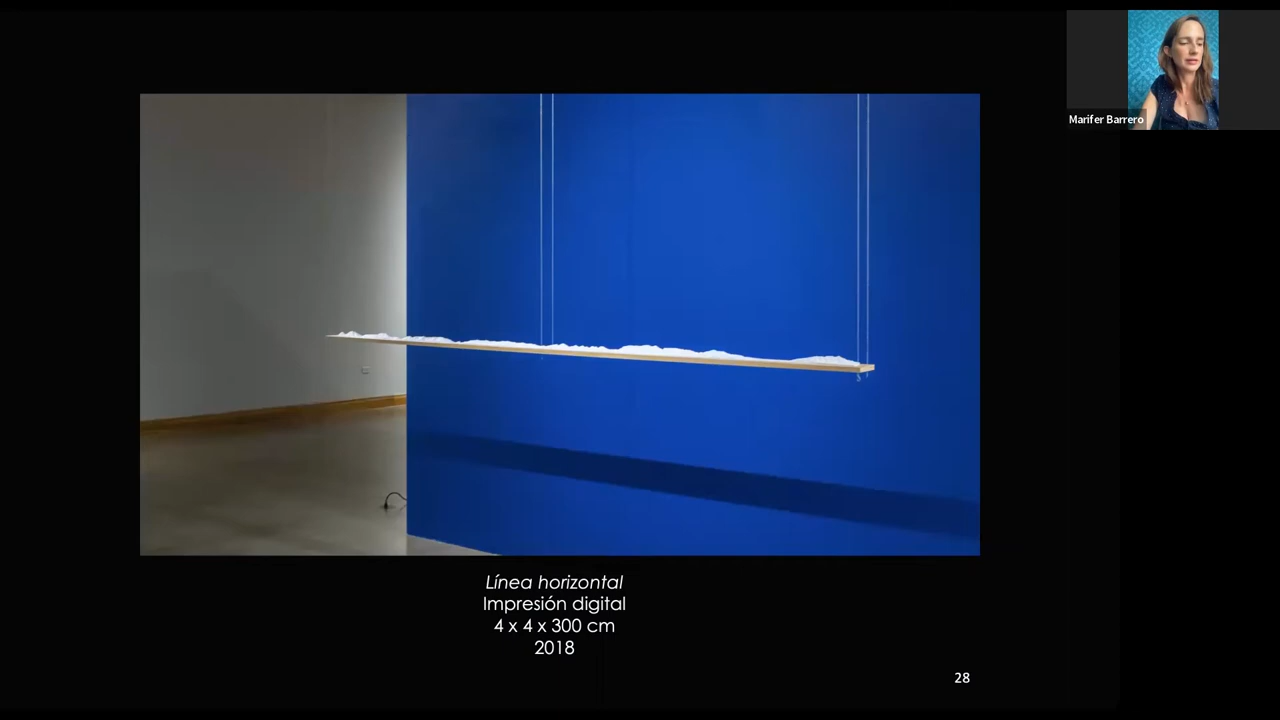 Marifer Barrero
Línea horizontal
Impresión digital
4 x 4 x 300 cm
2018
28